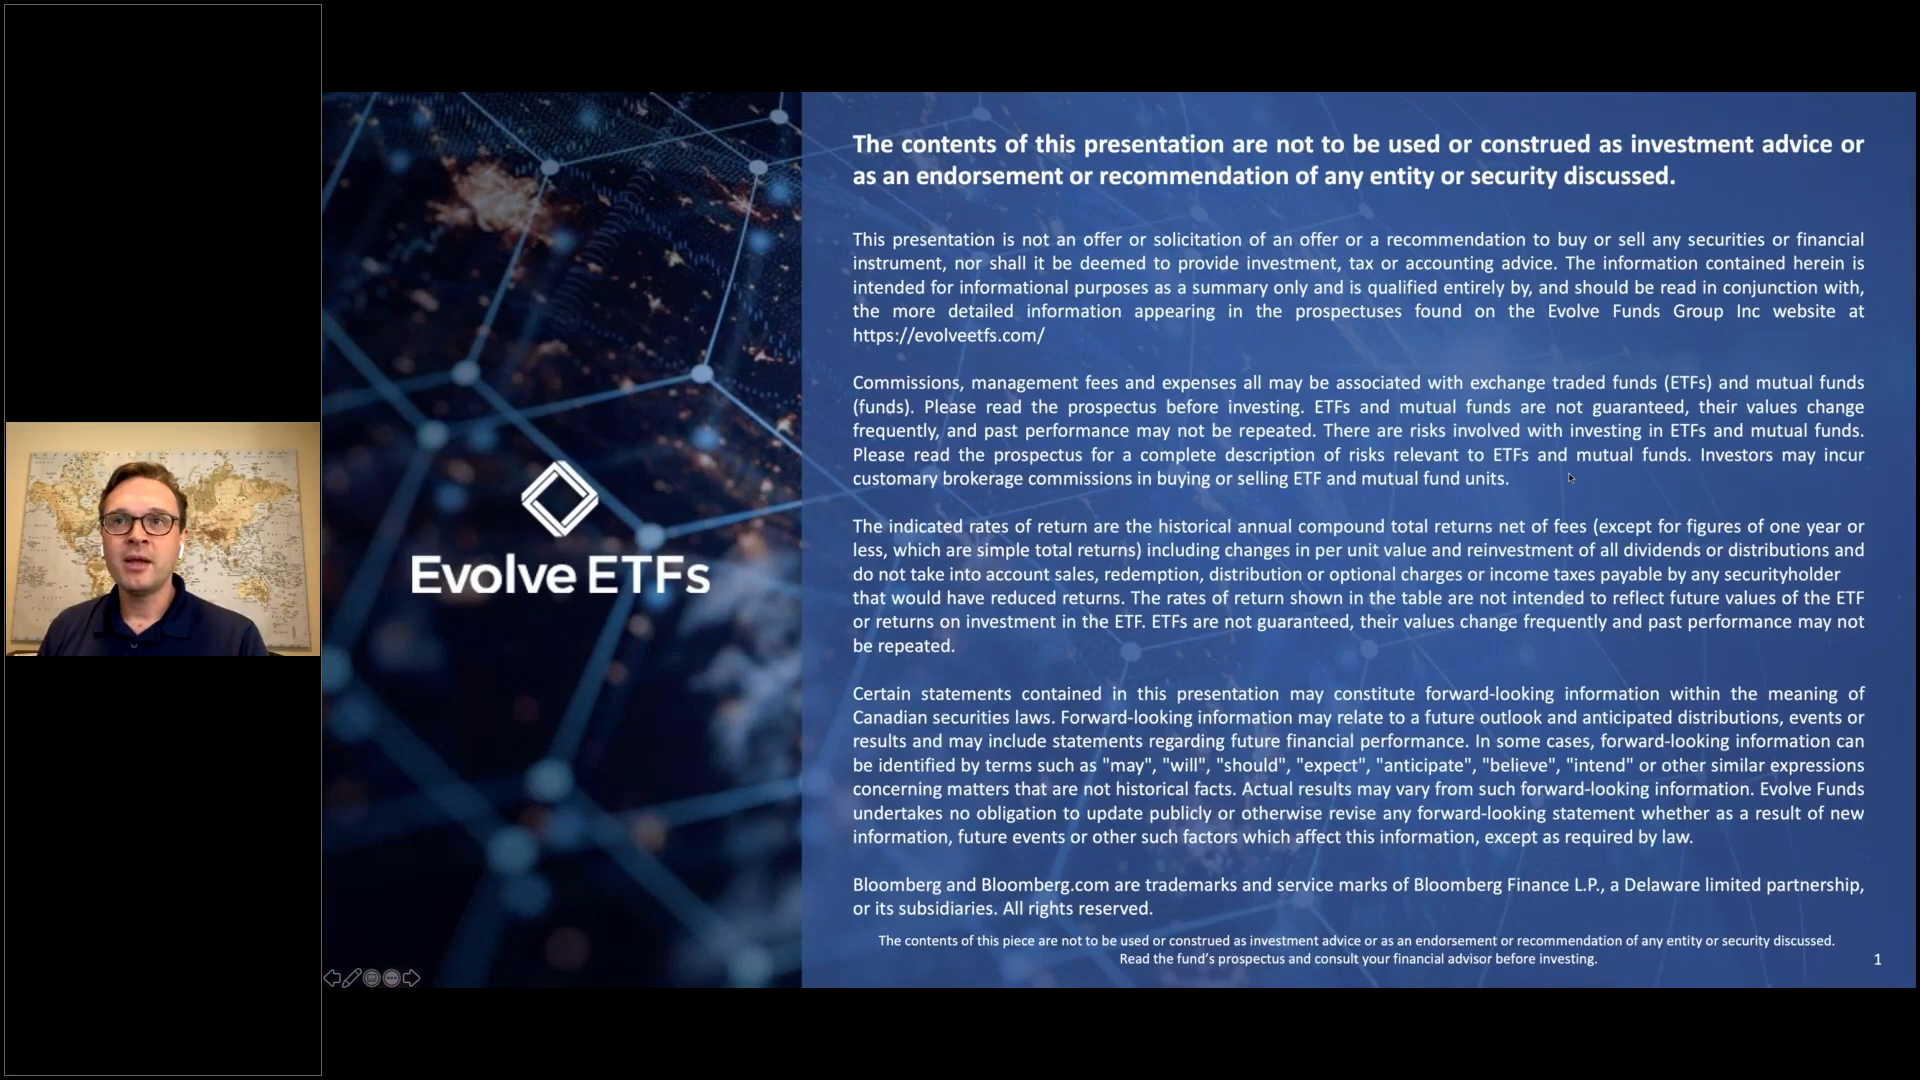 Evolve ETFs
The contents of this presentation are not to be used or construed as investment advice or
as an endorsement or recommendation of any entity or security discussed.
This presentation is not an offer or solicitation of an offer or a recommendation to buy or sell any securities or financial
instrument, nor shall it be deemed to provide investment, tax or accounting advice. The information contained herein is
intended for informational purposes as a summary only and is qualified entirely by, and should be read in conjunction with,
the more detailed information appearing in the prospectuses found on the Evolve Funds Group Inc website at
https://evolveetfs.com/
Commissions, management fees and expenses all may be associated with exchange traded funds (ETFs) and mutual funds
(funds). Please read the prospectus before investing. ETFs and mutual funds are not guaranteed, their values change
frequently, and past performance may not be repeated. There are risks involved with investing in ETFs and mutual funds.
Please read the prospectus for a complete description of risks relevant to ETFs and mutual funds. Investors may incur
customary brokerage commissions in buying or selling ETF and mutual fund units.
The indicated rates of return are the historical annual compound total returns net of fees (except for figures of one year or
less, which are simple total returns) including changes in per unit value and reinvestment of all dividends or distributions and
do not take into account sales, redemption, distribution or optional charges or income taxes payable by any securityholder
that would have reduced returns. The rates of return shown in the table are not intended to reflect future values of the ETF
or returns on investment in the ETF. ETFs are not guaranteed, their values change frequently and past performance may not
be repeated.
Certain statements contained in this presentation may constitute forward-looking information within the meaning of
Canadian securities laws. Forward-looking information may relate to a future outlook and anticipated distributions, events or
results and may include statements regarding future financial performance. In some cases, forward-looking information can
be identified by terms such as "may", "will", "should", "expect", "anticipate", "believe", "intend" or other similar expressions
concerning matters that are not historical facts. Actual results may vary from such forward-looking information. Evolve Funds
undertakes no obligation to update publicly or otherwise revise any forward-looking statement whether as a result of new
information, future events or other such factors which affect this information, except as required by law.
Bloomberg and Bloomberg.com are trademarks and service marks of Bloomberg Finance L.P., a Delaware limited partnership,
or its subsidiaries. All rights reserved.
The contents of this piece are not to be used or construed as investment advice or as an endorsement or recommendation of any entity or security discussed.
Read the fund's prospectus and consult your financial advisor before investing.
1